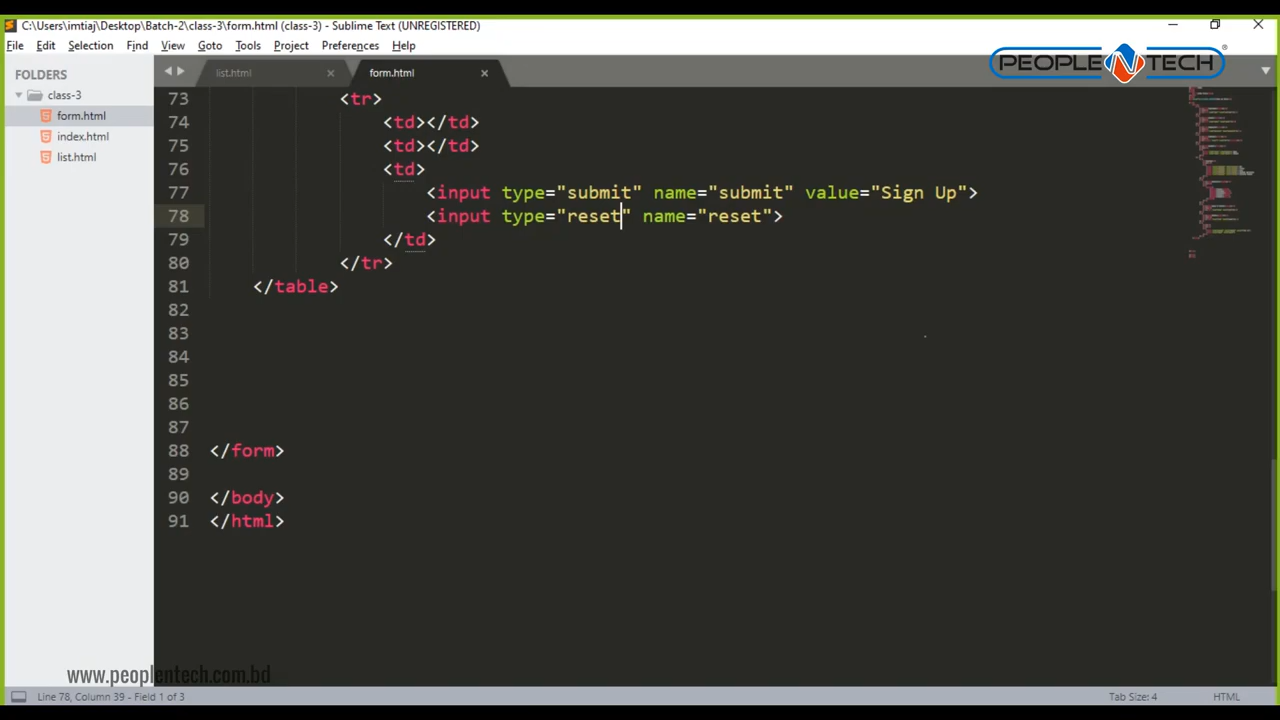 C:\Users\imtiaj\Desktop\Batch-2\class-3\form.html (class-3) - Sublime Text (UNREGISTERED)
File Edit Selection Find View Goto Tools Project Preferences Help
PEOPLENTECH ®
FOLDERS
class-3
form.html
index.html
list.html
list.html × form.html ×
73 <tr>
74 <td></td>
75 <td></td>
76 <td>
77 <input type="submit" name="submit" value="Sign Up">
78 <input type="reset" name="reset">
79 </td>
80 </tr>
81 </table>
82
83
84
85
86
87
88 </form>
89
90 </body>
91 </html>
www.peoplentech.com.bd
Line 78, Column 39 - Field 1 of 3 Tab Size: 4 HTML